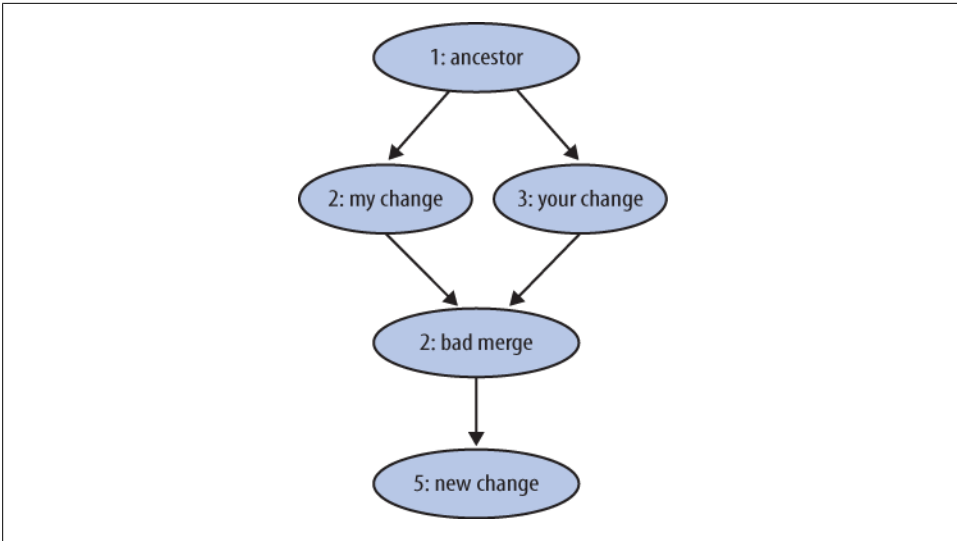 1: ancestor
2: my change
3: your change
2: bad merge
5: new change